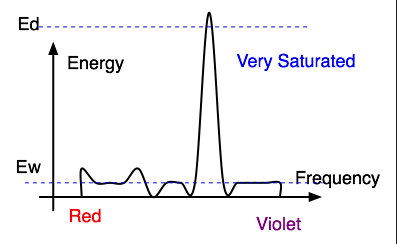 Ed
Energy
Very Saturated
Ew
Frequency
Red
Violet